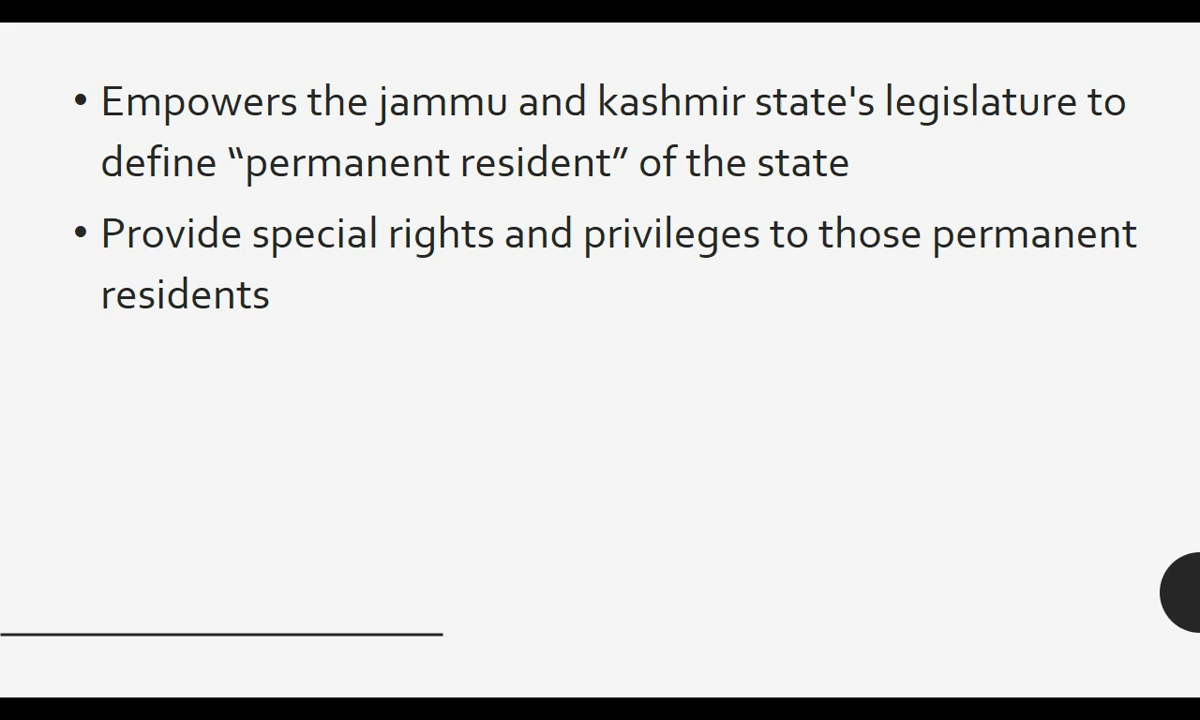 • Empowers the jammu and kashmir state's legislature to
define “permanent resident” of the state
• Provide special rights and privileges to those permanent
residents